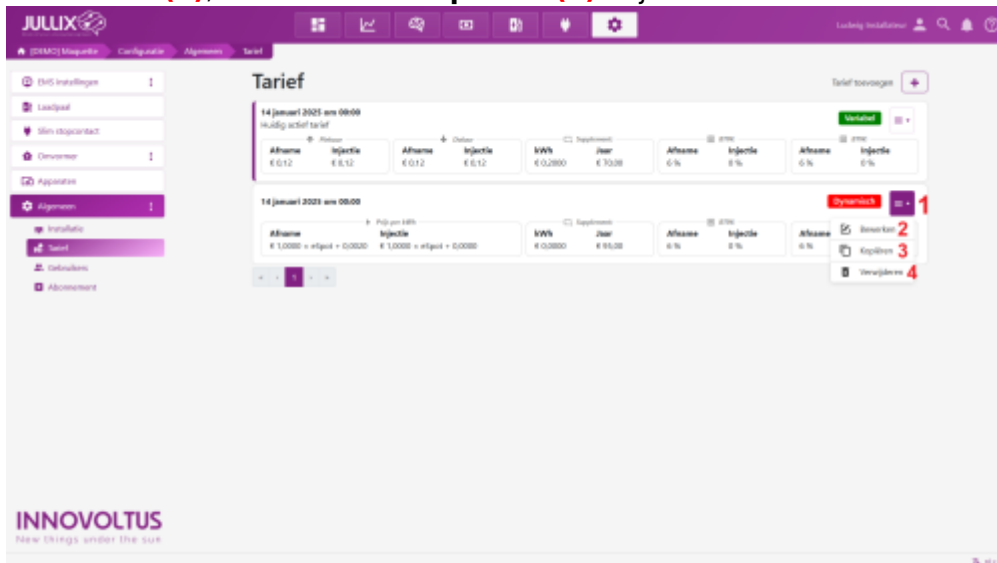 JULLIX
Ludwig Installateur
[DEMO] Maquette Configuratie Algemeen Tarief
EMS Instellingen
Laadpaal
Slim stopcontact
Omvormer
Apparaten
Algemeen
Installatie
Tarief
Gebruikers
Abonnement
Tarief
Tarief toevoegen
14 januari 2025 om 00:00
Huidig actief tarief
Variabel
Supplement BTW BTW
Afname Injectie Afname Injectie kWh Jaar Afname Injectie Afname Injectie
€ 0,12 € 0,12 € 0,12 € 0,12 € 0,2000 € 70,00 6 % 0 % 6 % 0 %
14 januari 2025 om 00:00
Dynamisch
1
Prijs per kWh Supplement BTW
Afname Injectie kWh Jaar Afname Injectie Afname
€ 1,0000 × eSpot + 0,0020 € 1,0000 × eSpot + 0,0000 € 0,0000 € 95,00 6 % 0 % 6 %
Bewerken 2
Kopiëren 3
Verwijderen 4
1
INNOVOLTUS
New things under the sun